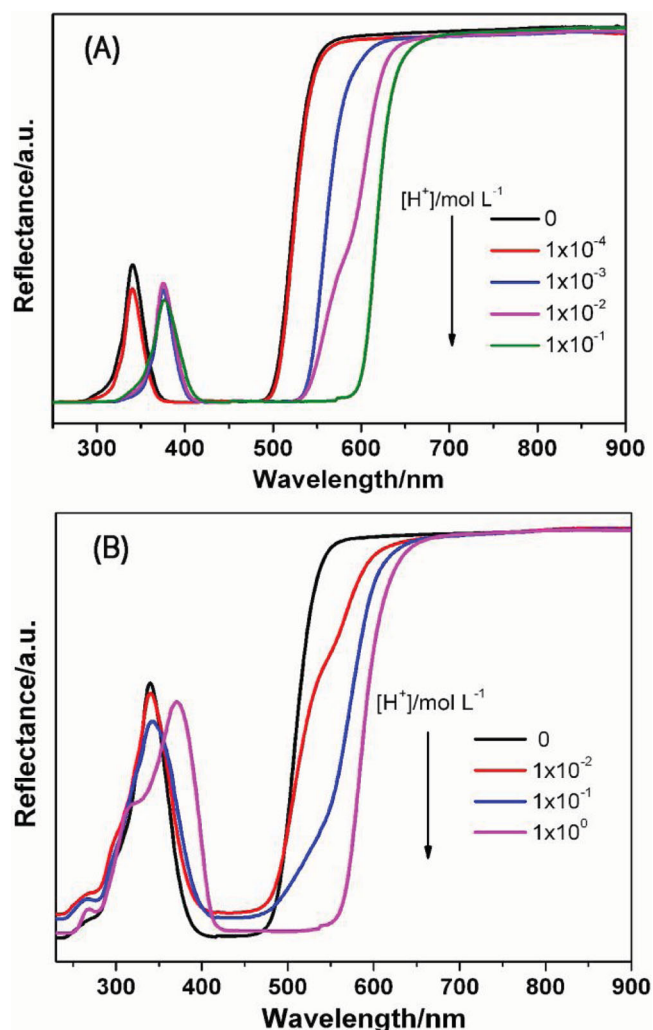 (A)
Reflectance/a.u.
[H⁺]/mol L⁻¹
0
1x10⁻⁴
1x10⁻³
1x10⁻²
1x10⁻¹
300 400 500 600 700 800 900
Wavelength/nm
(B)
Reflectance/a.u.
[H⁺]/mol L⁻¹
0
1x10⁻²
1x10⁻¹
1x10⁰
300 400 500 600 700 800 900
Wavelength/nm